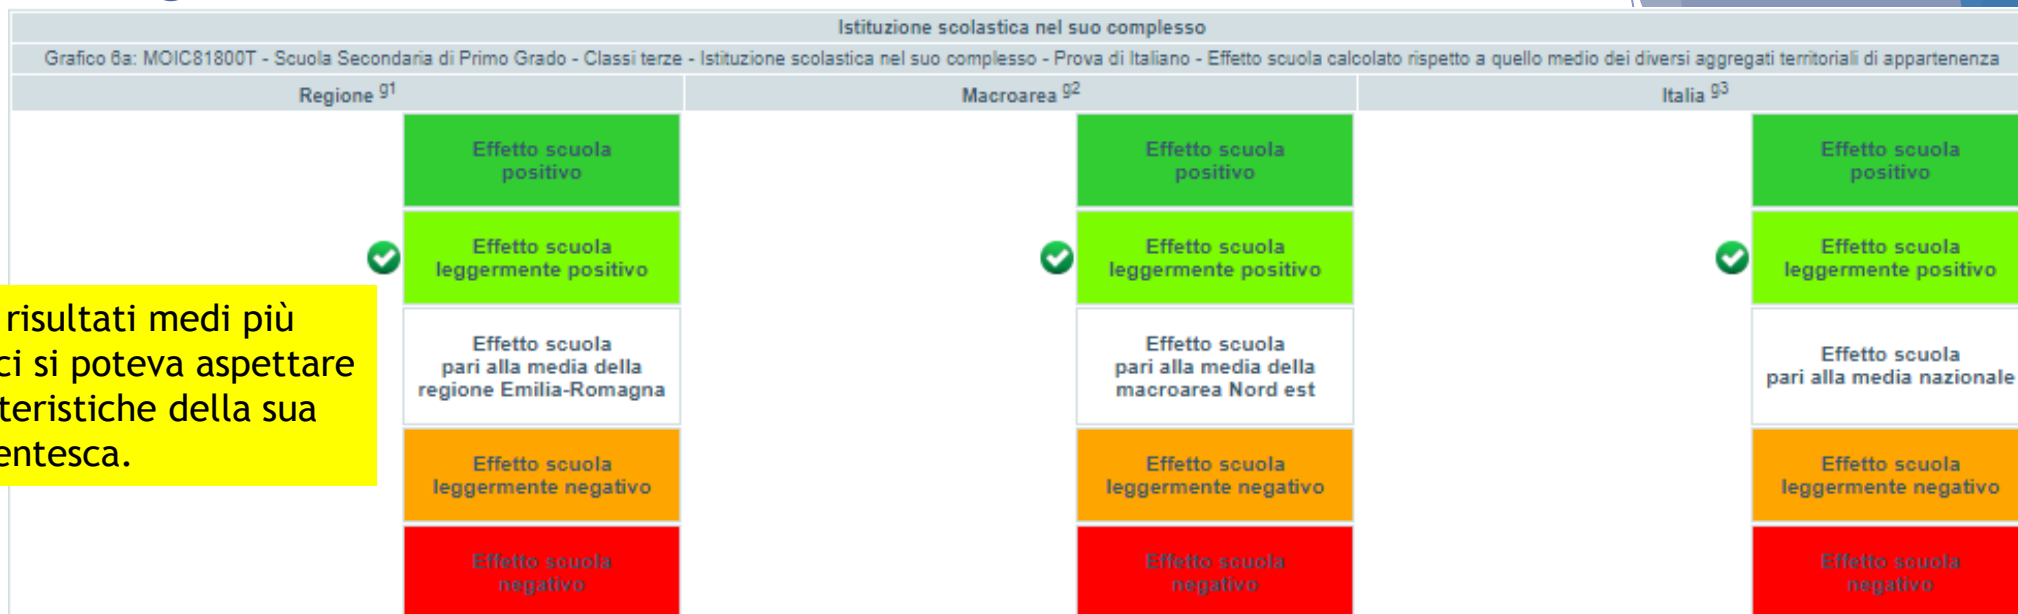 Istituzione scolastica nel suo complesso
Grafico 6a: MOIC81800T - Scuola Secondaria di Primo Grado - Classi terze - Istituzione scolastica nel suo complesso - Prova di Italiano - Effetto scuola calcolato rispetto a quello medio dei diversi aggregati territoriali di appartenenza
Regione g1
Macroarea g2
Italia g3
Effetto scuola
positivo
Effetto scuola
leggermente positivo
Effetto scuola
pari alla media della
regione Emilia-Romagna
Effetto scuola
leggermente negativo
Effetto scuola
negativo
Effetto scuola
positivo
Effetto scuola
leggermente positivo
Effetto scuola
pari alla media della
macroarea Nord est
Effetto scuola
leggermente negativo
Effetto scuola
negativo
Effetto scuola
positivo
Effetto scuola
leggermente positivo
Effetto scuola
pari alla media nazionale
Effetto scuola
leggermente negativo
Effetto scuola
negativo
risultati medi più
ci si poteva aspettare
teristiche della sua
entesca.